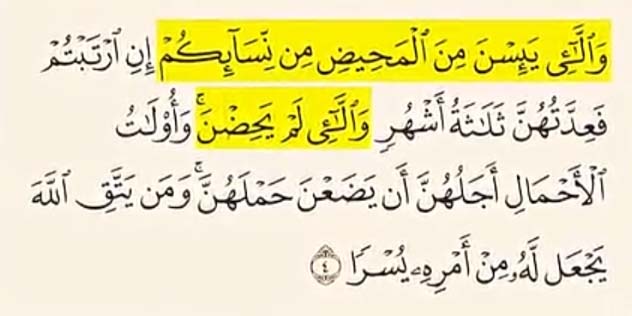 وَٱلَّٰٓـِٔى يَئِسْنَ مِنَ ٱلْمَحِيضِ مِن نِّسَآئِكُمْ إِنِ ٱرْتَبْتُمْ
فَعِدَّتُهُنَّ ثَلَٰثَةُ أَشْهُرٍ وَٱلَّٰٓـِٔى لَمْ يَحِضْنَ ۚ وَأُو۟لَٰتُ
ٱلْأَحْمَالِ أَجَلُهُنَّ أَن يَضَعْنَ حَمْلَهُنَّ ۚ وَمَن يَتَّقِ ٱللَّهَ
يَجْعَل لَّهُۥ مِنْ أَمْرِهِۦ يُسْرًا ٤